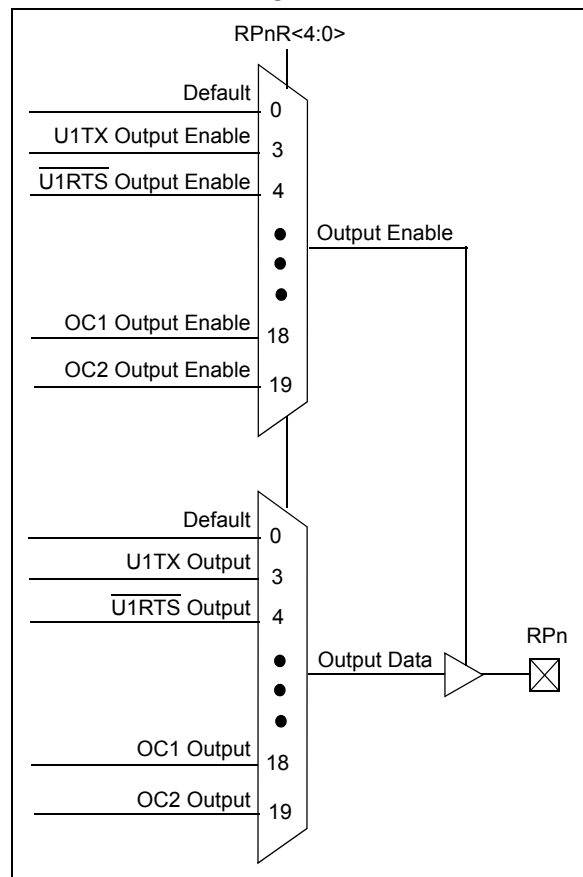 RPnR<4:0>
Default
0
U1TX Output Enable
3
U1RTS Output Enable
4
Output Enable
OC1 Output Enable
18
OC2 Output Enable
19
Default
0
U1TX Output
3
U1RTS Output
4
RPn
Output Data
OC1 Output
18
OC2 Output
19